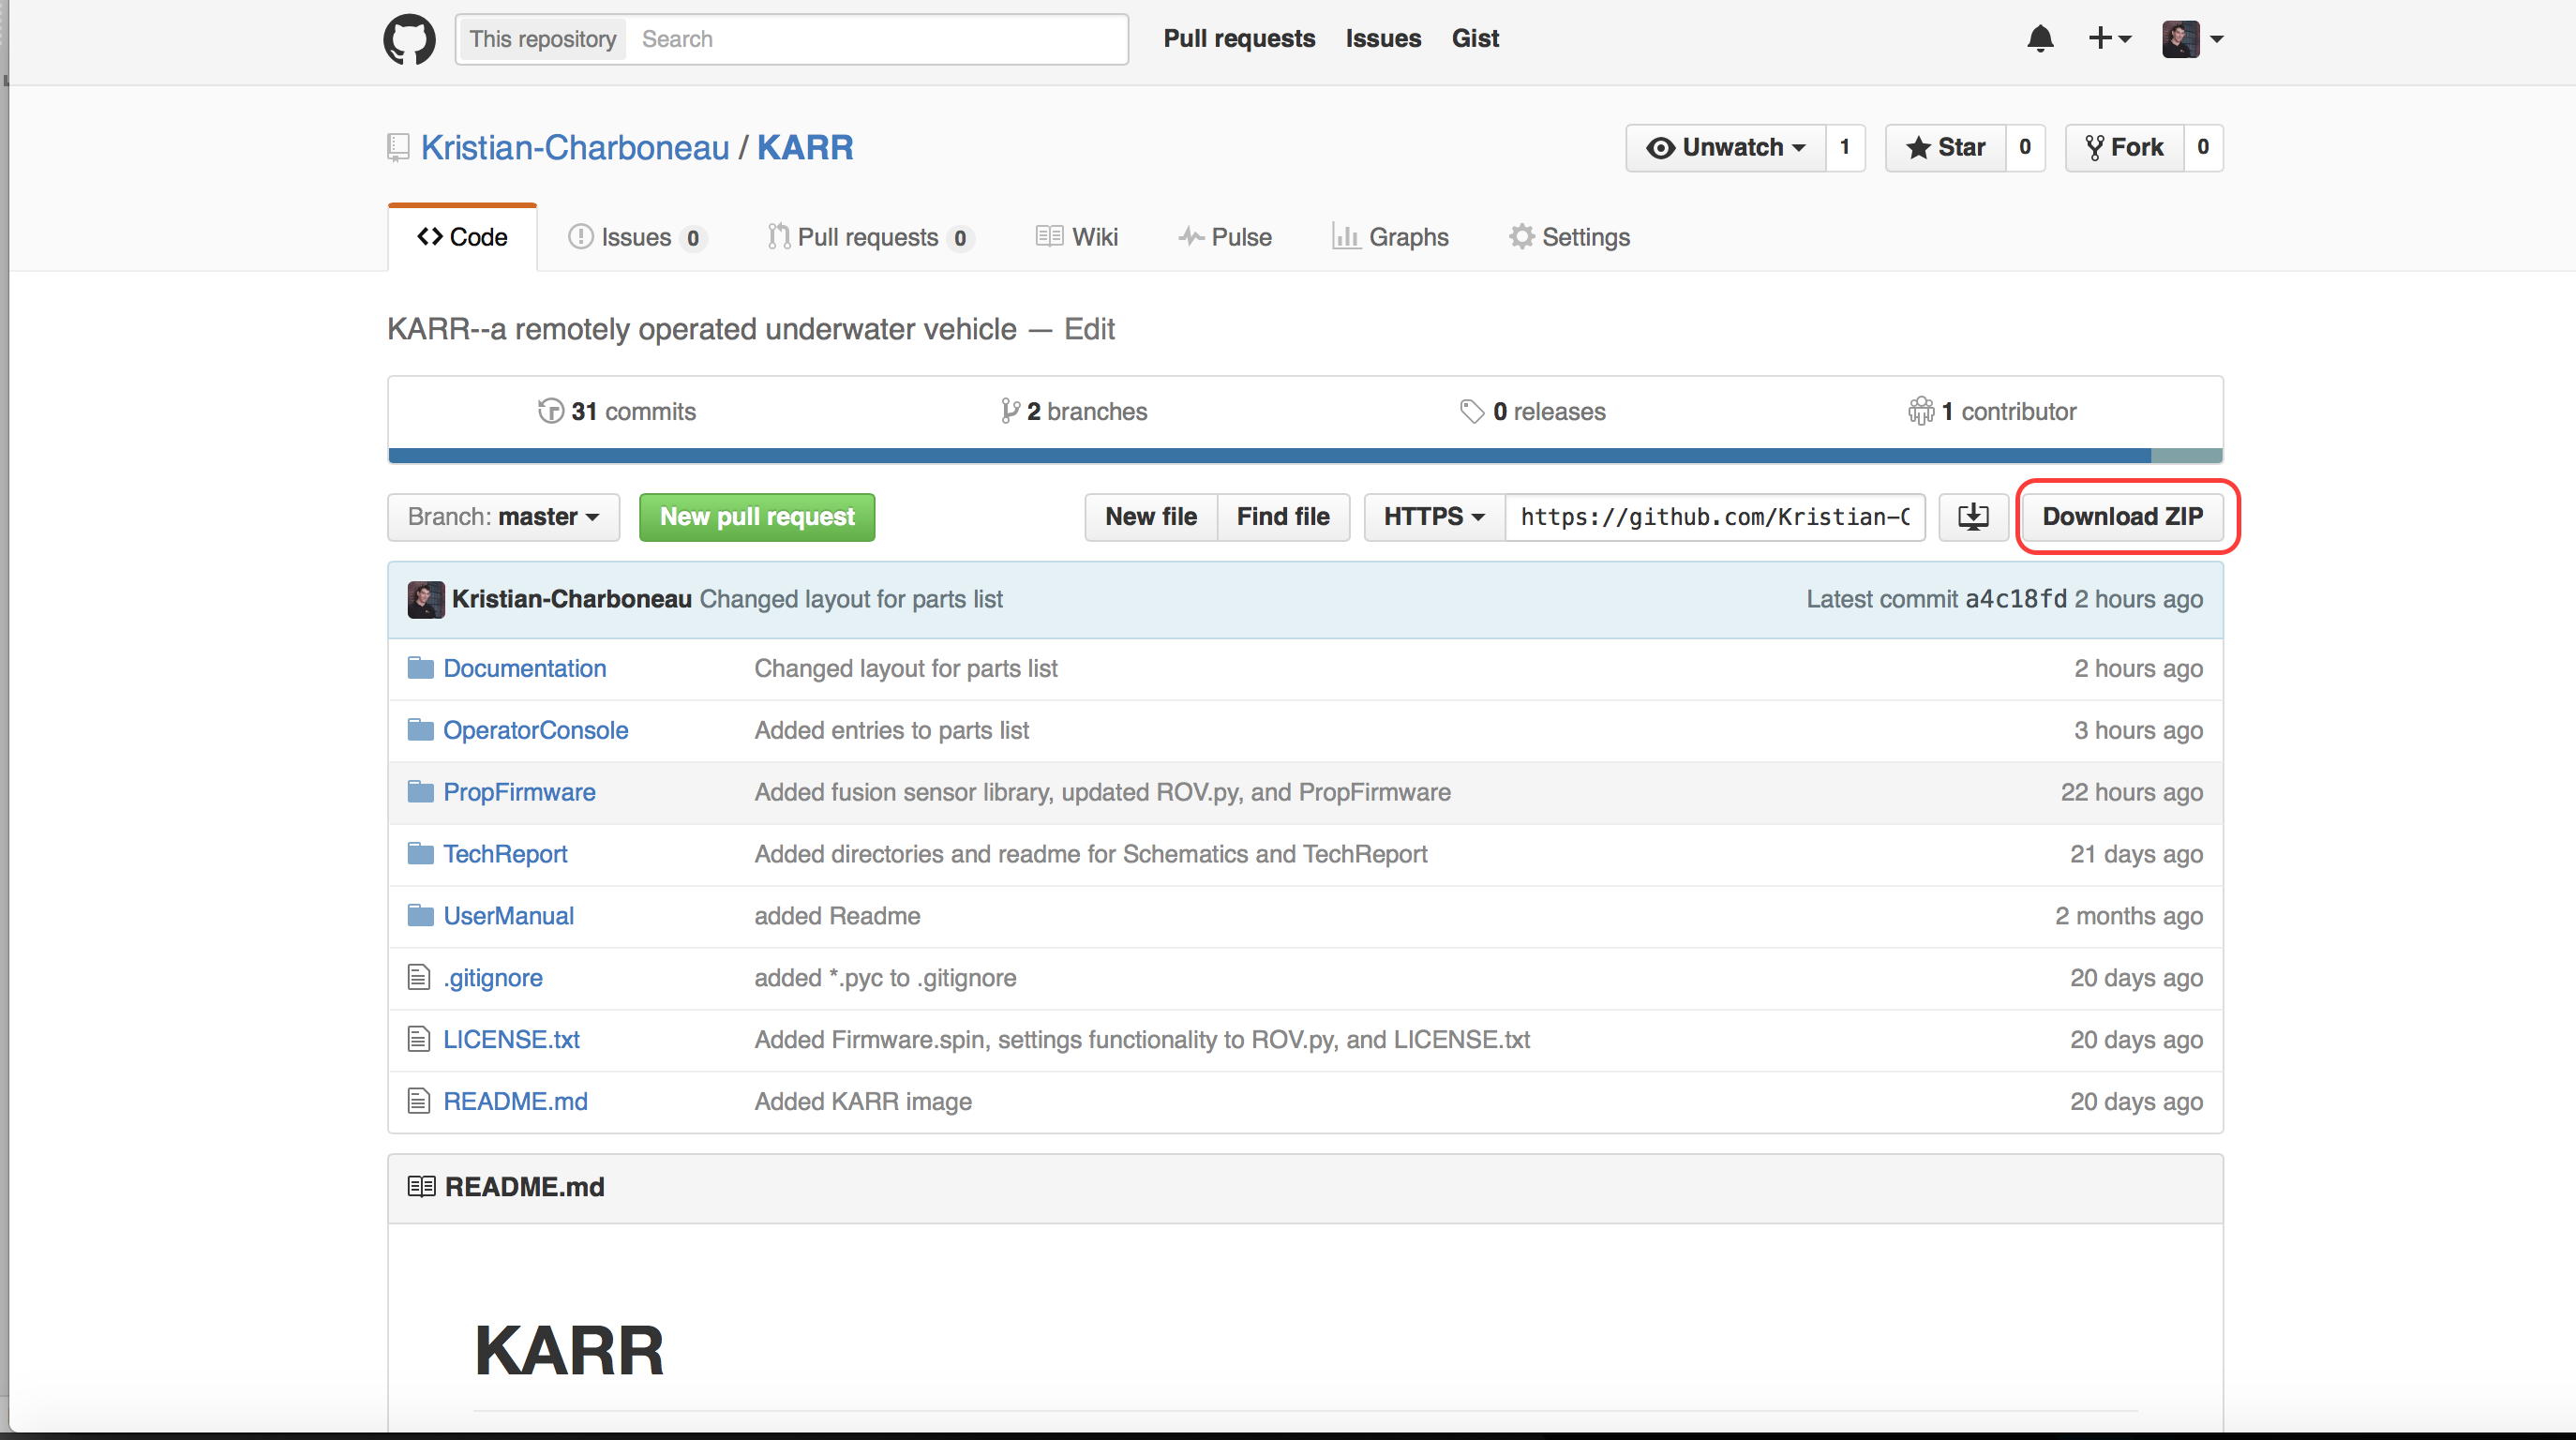 This repository Search Pull requests Issues Gist
Kristian-Charboneau / KARR Unwatch 1 Star 0 Fork 0
Code Issues 0 Pull requests 0 Wiki Pulse Graphs Settings
KARR--a remotely operated underwater vehicle — Edit
31 commits 2 branches 0 releases 1 contributor
Branch: master New pull request New file Find file HTTPS https://github.com/Kristian-C Download ZIP
Kristian-Charboneau Changed layout for parts list Latest commit a4c18fd 2 hours ago
Documentation Changed layout for parts list 2 hours ago
OperatorConsole Added entries to parts list 3 hours ago
PropFirmware Added fusion sensor library, updated ROV.py, and PropFirmware 22 hours ago
TechReport Added directories and readme for Schematics and TechReport 21 days ago
UserManual added Readme 2 months ago
.gitignore added *.pyc to .gitignore 20 days ago
LICENSE.txt Added Firmware.spin, settings functionality to ROV.py, and LICENSE.txt 20 days ago
README.md Added KARR image 20 days ago
README.md
KARR